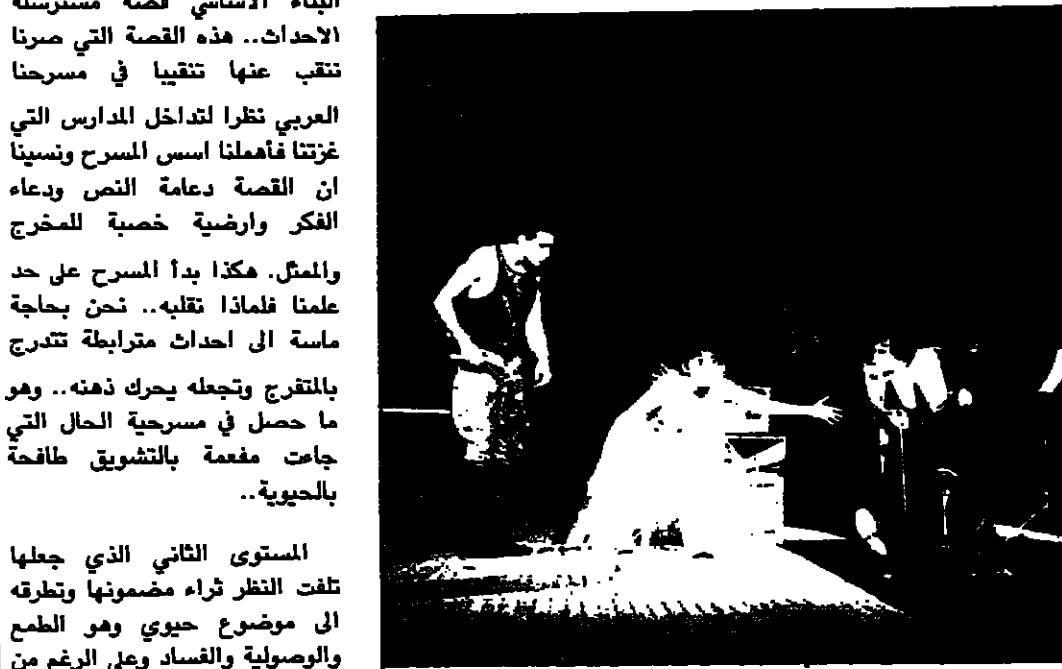 البناء الاساسي قصة مسترسلة
الاحداث.. هذه القصة التي صرنا
ننقب عنها تنقيبا في مسرحنا
العربي نظرا لتداخل المدارس التي
غزتنا فأهملنا اسس المسرح ونسينا
ان القصة دعامة النص ودعاء
الفكر وارضية خصبة للمخرج
والممثل. هكذا بدأ المسرح على حد
علمنا فلماذا نقلبه.. نحن بحاجة
ماسة الى احداث مترابطة تتدرج
بالمتفرج وتجعله يحرك ذهنه.. وهو
ما حصل في مسرحية الحال التي
جاءت مفعمة بالتشويق طافحة
بالحيوية..
المستوى الثاني الذي جعلها
تلفت النظر ثراء مضمونها وتطرقه
الى موضوع حيوي وهو الطمع
والوصولية والفساد وعلى الرغم من